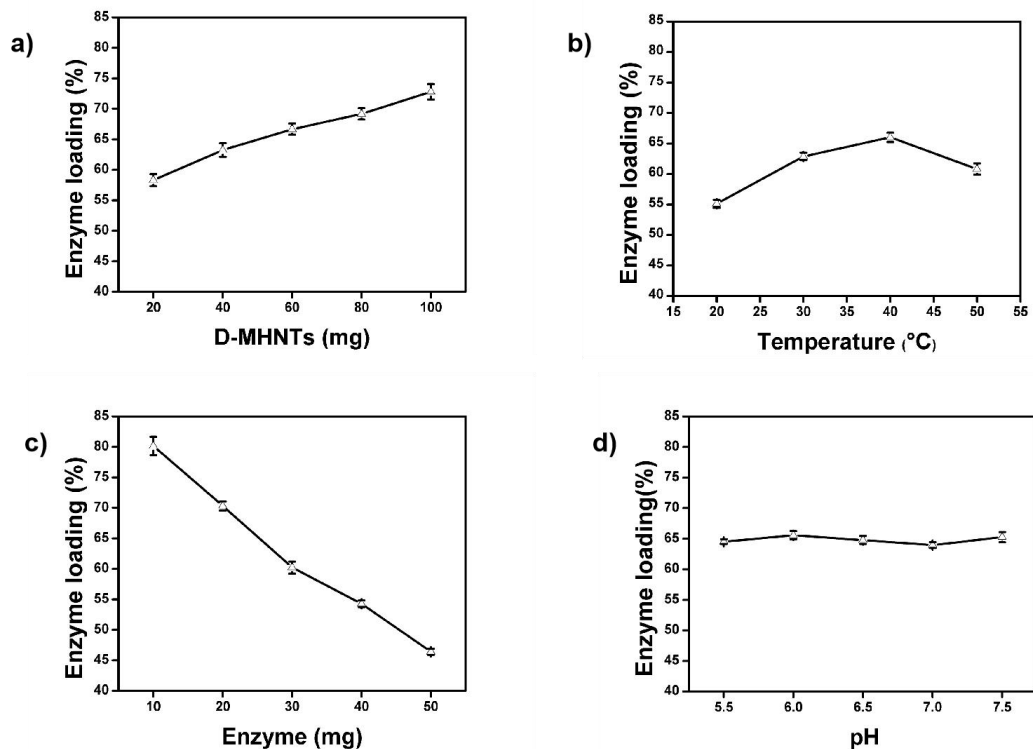 a)
Enzyme loading (%)
85
80
75
70
65
60
55
50
45
40
20 40 60 80 100
D-MHNTs (mg)
b)
Enzyme loading (%)
85
80
75
70
65
60
55
50
45
40
15 20 25 30 35 40 45 50 55
Temperature (°C)
c)
Enzyme loading (%)
85
80
75
70
65
60
55
50
45
40
10 20 30 40 50
Enzyme (mg)
d)
Enzyme loading(%)
85
80
75
70
65
60
55
50
45
40
5.5 6.0 6.5 7.0 7.5
pH